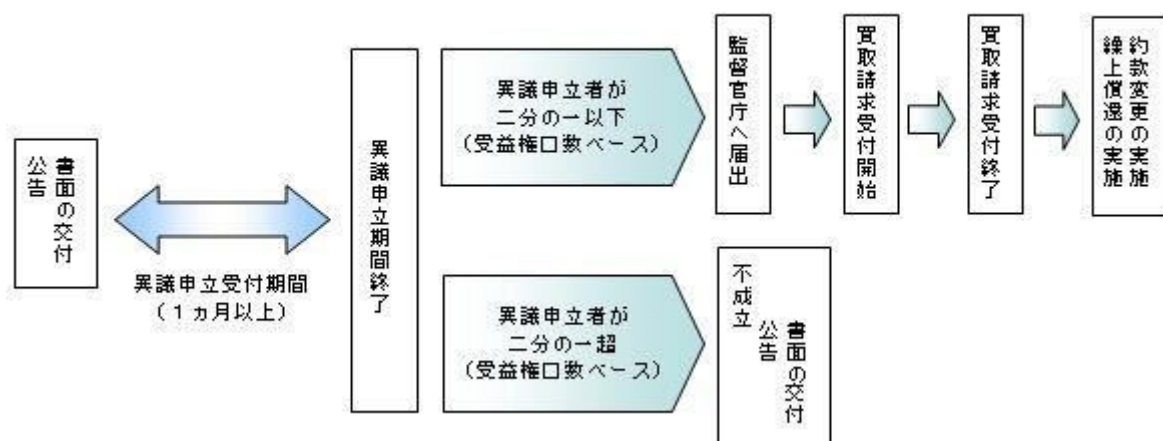 書面の交付
公告
異議申立受付期間
(1ヵ月以上)
異議申立期間終了
異議申立者が
二分の一以下
(受益権口数ベース)
監督官庁へ届出
買取請求受付開始
買取請求受付終了
約款変更の実施
繰上償還の実施
異議申立者が
二分の一超
(受益権口数ベース)
不成立
書面の交付
公告